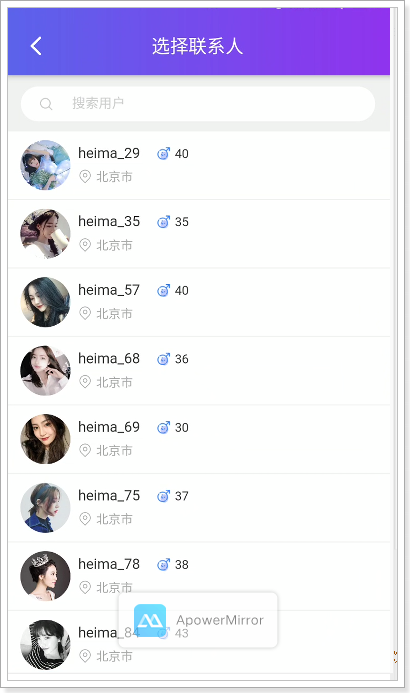 选择联系人
搜索用户
heima_29 40
北京市
heima_35 35
北京市
heima_57 40
北京市
heima_68 36
北京市
heima_69 30
北京市
heima_75 37
北京市
heima_78 38
北京市
heima_84 43
ApowerMirror
北京市